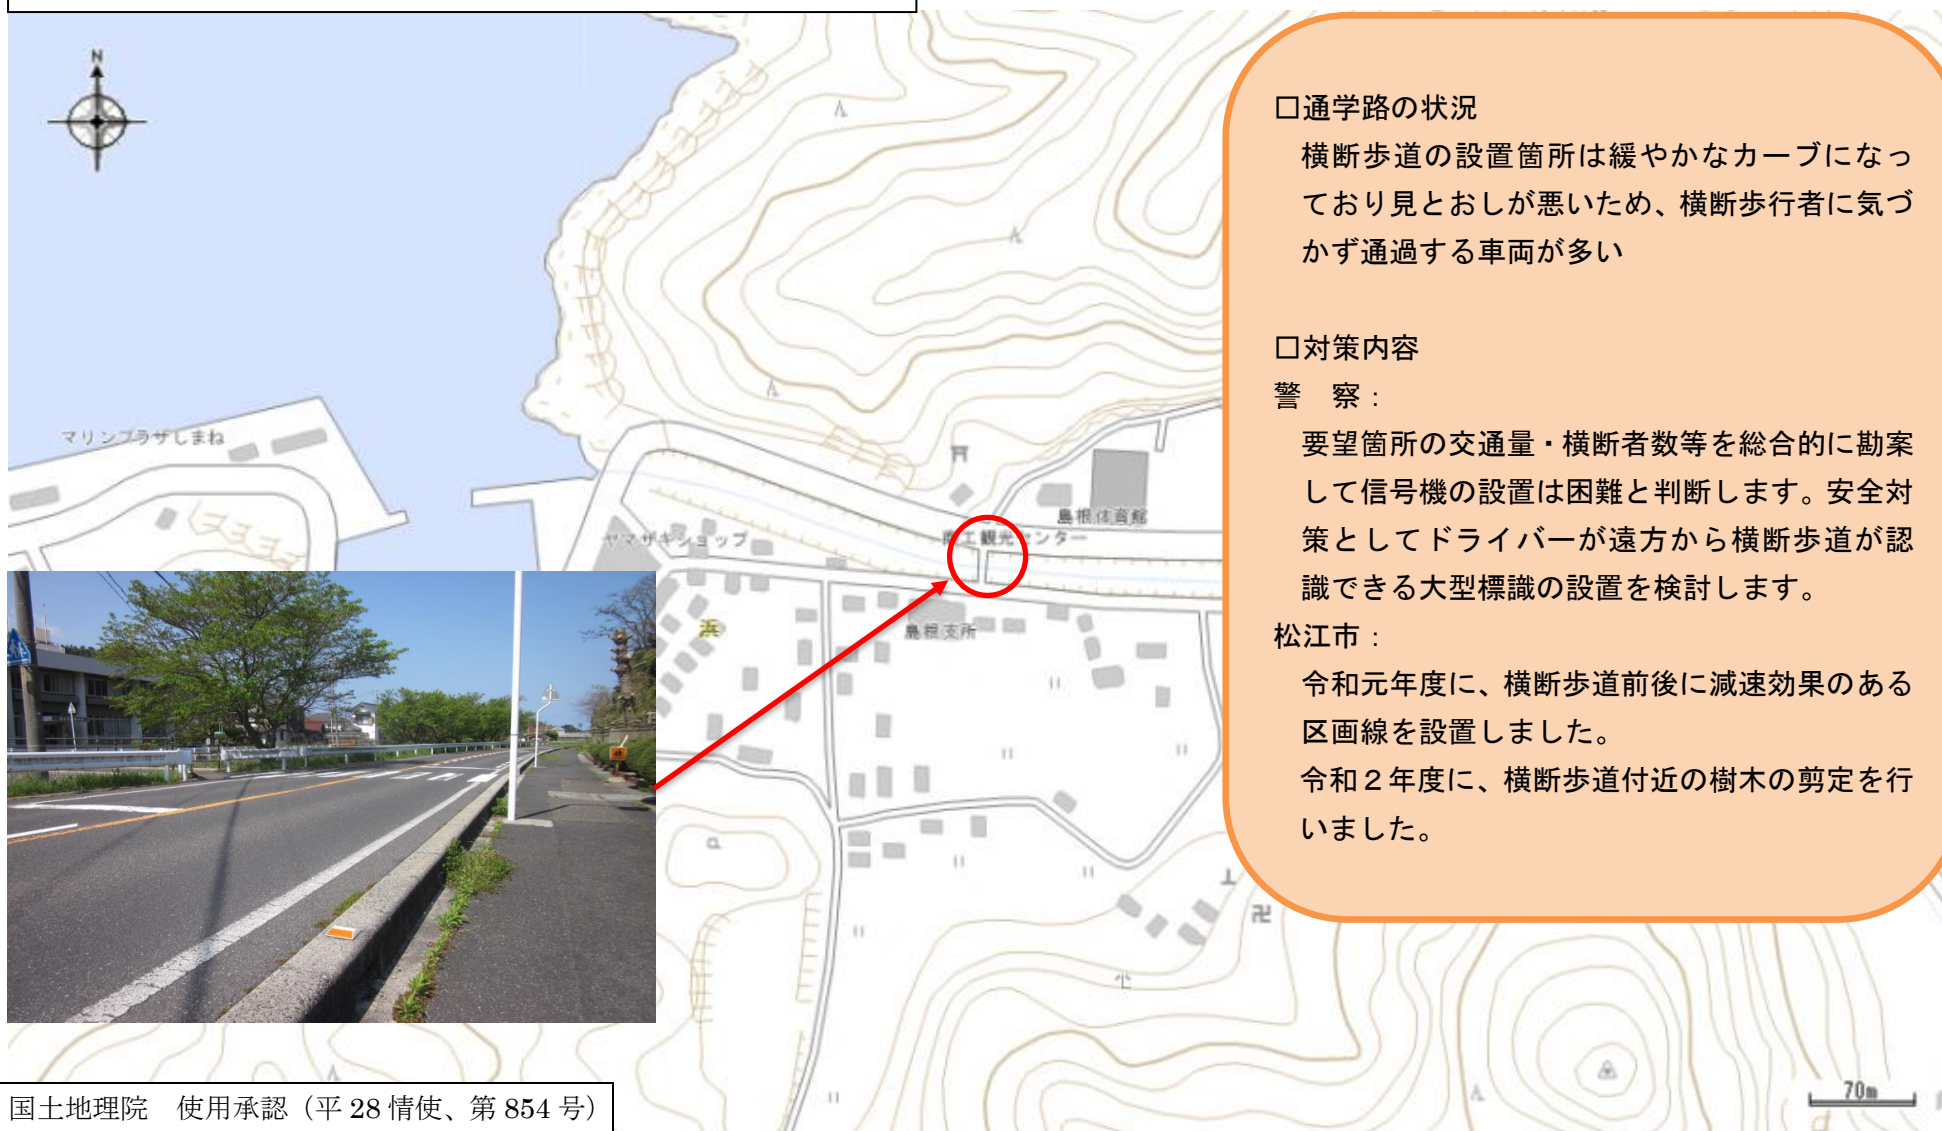 N
□通学路の状況
横断歩道の設置箇所は緩やかなカーブになっ
ており見とおしが悪いため、横断歩行者に気づ
かず通過する車両が多い
□対策内容
警　察：
要望箇所の交通量・横断者数等を総合的に勘案
して信号機の設置は困難と判断します。安全対
策としてドライバーが遠方から横断歩道が認
識できる大型標識の設置を検討します。
松江市：
令和元年度に、横断歩道前後に減速効果のある
区画線を設置しました。
令和２年度に、横断歩道付近の樹木の剪定を行
いました。
マリンプラザしまね
島根体育館
ヤマザキショップ
観光センター
浜
島根支所
70m
国土地理院　使用承認（平 28 情使、第 854 号）